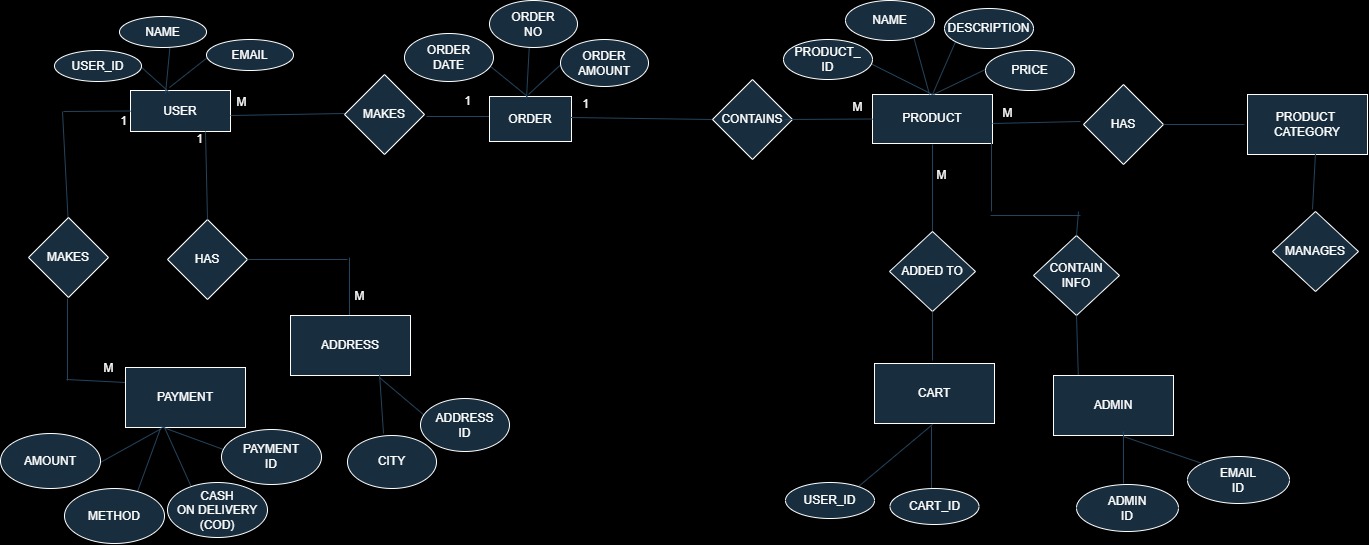 NAME
USER_ID
EMAIL
USER
M
1
1
MAKES
ORDER
NO
ORDER
DATE
ORDER
AMOUNT
1
ORDER
1
CONTAINS
M
NAME
DESCRIPTION
PRODUCT_
ID
PRICE
PRODUCT
M
M
HAS
PRODUCT
CATEGORY
MANAGES
MAKES
HAS
M
ADDRESS
ADDRESS
ID
CITY
M
PAYMENT
AMOUNT
METHOD
CASH
ON DELIVERY
(COD)
PAYMENT
ID
ADDED TO
CONTAIN
INFO
CART
USER_ID
CART_ID
ADMIN
ADMIN
ID
EMAIL
ID